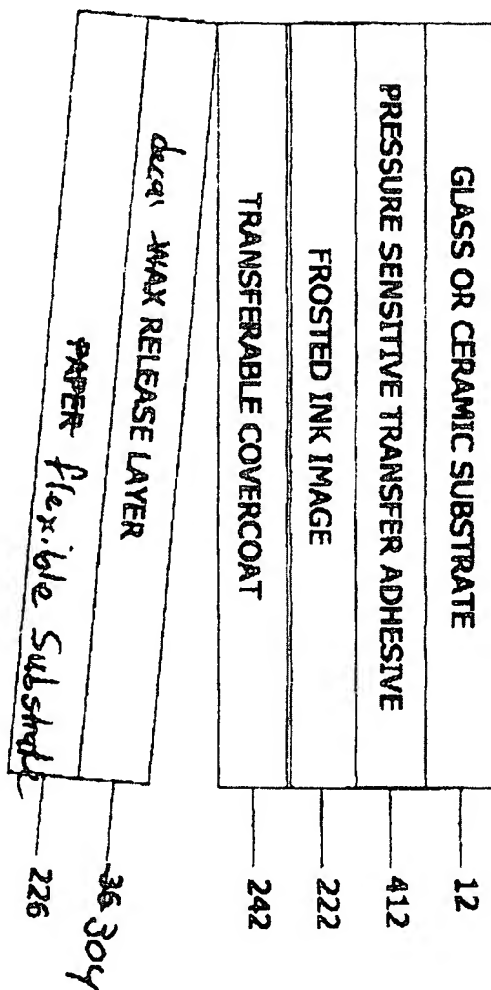 GLASS OR CERAMIC SUBSTRATE 12
PRESSURE SENSITIVE TRANSFER ADHESIVE 412
FROSTED INK IMAGE 222
TRANSFERABLE COVERCOAT 242
decal WAX RELEASE LAYER 36 304
PAPER flexible Substrate 226